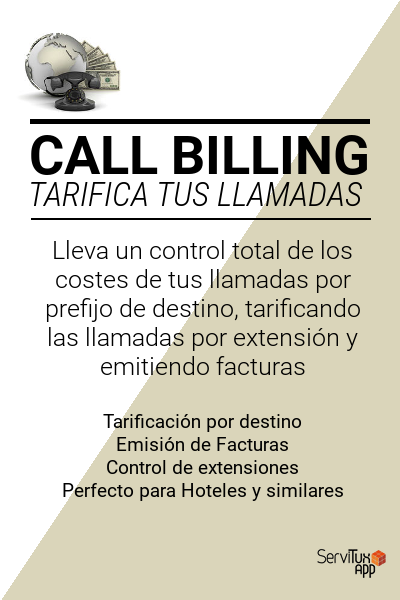 CALL BILLING
TARIFICA TUS LLAMADAS
Lleva un control total de los
costes de tus llamadas por
prefijo de destino, tarificando
las llamadas por extensión y
emitiendo facturas
Tarificación por destino
Emisión de Facturas
Control de extensiones
Perfecto para Hoteles y similares
ServiTux
APP